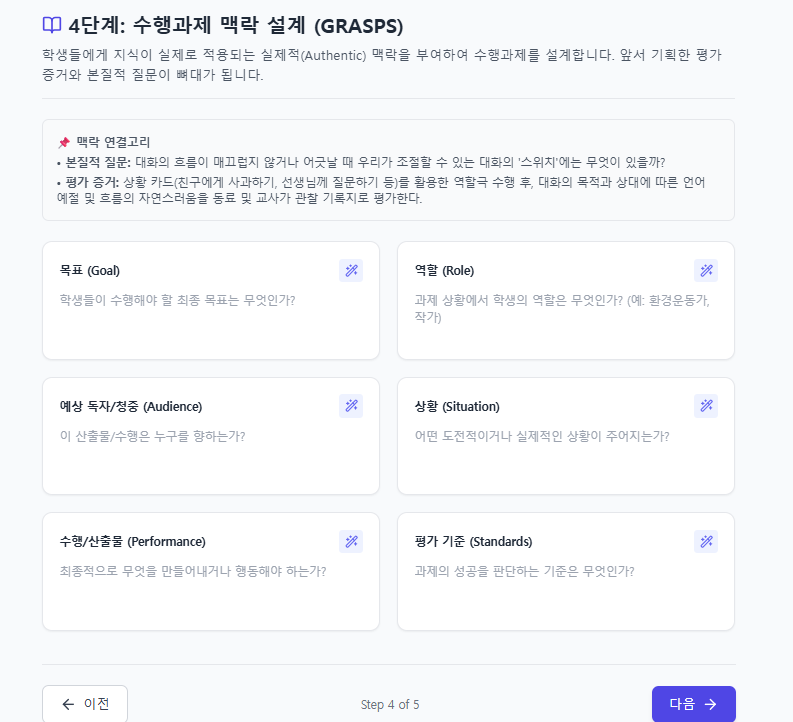 4단계: 수행과제 맥락 설계 (GRASPS)
학생들에게 지식이 실제로 적용되는 실제적(Authentic) 맥락을 부여하여 수행과제를 설계합니다. 앞서 기획한 평가
증거와 본질적 질문이 뼈대가 됩니다.
📌 맥락 연결고리
• 본질적 질문: 대화의 흐름이 매끄럽지 않거나 어긋날 때 우리가 조절할 수 있는 대화의 '스위치'에는 무엇이 있을까?
• 평가 증거: 상황 카드(친구에게 사과하기, 선생님께 질문하기 등)를 활용한 역할극 수행 후, 대화의 목적과 상대에 따른 언어
예절 및 흐름의 자연스러움을 동료 및 교사가 관찰 기록지로 평가한다.
목표 (Goal)
학생들이 수행해야 할 최종 목표는 무엇인가?
역할 (Role)
과제 상황에서 학생의 역할은 무엇인가? (예: 환경운동가,
작가)
예상 독자/청중 (Audience)
이 산출물/수행은 누구를 향하는가?
상황 (Situation)
어떤 도전적이거나 실제적인 상황이 주어지는가?
수행/산출물 (Performance)
최종적으로 무엇을 만들어내거나 행동해야 하는가?
평가 기준 (Standards)
과제의 성공을 판단하는 기준은 무엇인가?
← 이전
Step 4 of 5
다음 →